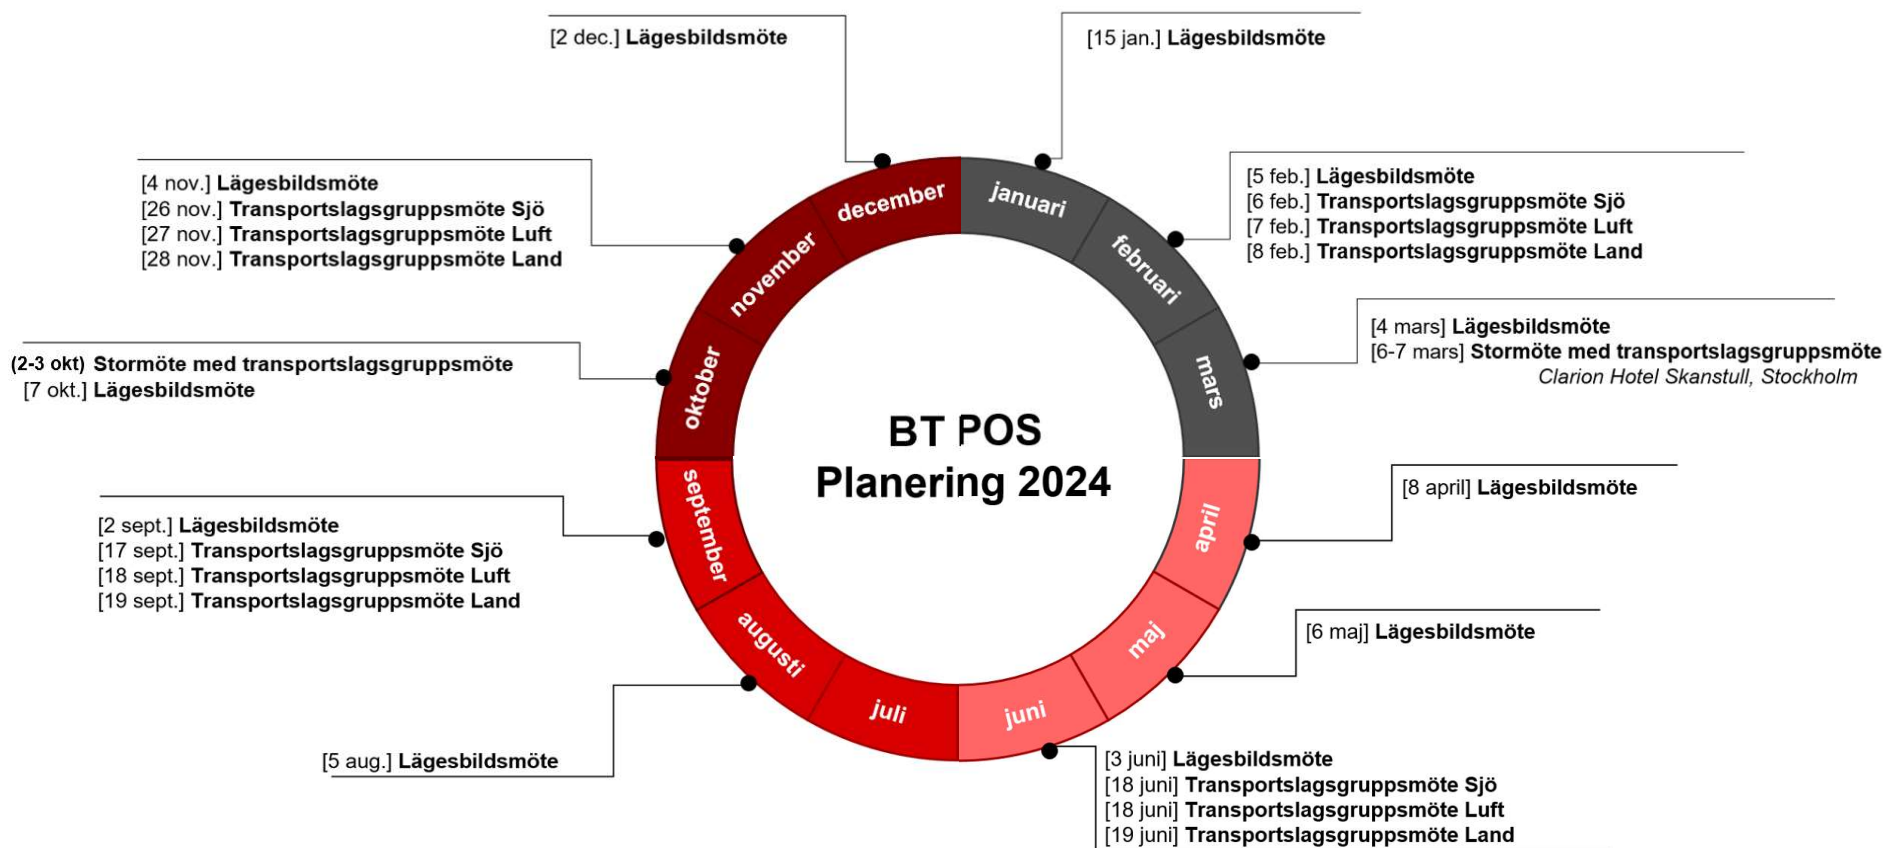 [2 dec.] Lägesbildsmöte
[15 jan.] Lägesbildsmöte
[4 nov.] Lägesbildsmöte
[26 nov.] Transportslagsgruppsmöte Sjö
[27 nov.] Transportslagsgruppsmöte Luft
[28 nov.] Transportslagsgruppsmöte Land
[5 feb.] Lägesbildsmöte
[6 feb.] Transportslagsgruppsmöte Sjö
[7 feb.] Transportslagsgruppsmöte Luft
[8 feb.] Transportslagsgruppsmöte Land
december
januari
november
februari
oktober
mars
(2-3 okt) Stormöte med transportslagsgruppsmöte
[7 okt.] Lägesbildsmöte
[4 mars] Lägesbildsmöte
[6-7 mars] Stormöte med transportslagsgruppsmöte
Clarion Hotel Skanstull, Stockholm
BT POS
Planering 2024
september
april
augusti
maj
juli
juni
[2 sept.] Lägesbildsmöte
[17 sept.] Transportslagsgruppsmöte Sjö
[18 sept.] Transportslagsgruppsmöte Luft
[19 sept.] Transportslagsgruppsmöte Land
[8 april] Lägesbildsmöte
[6 maj] Lägesbildsmöte
[5 aug.] Lägesbildsmöte
[3 juni] Lägesbildsmöte
[18 juni] Transportslagsgruppsmöte Sjö
[18 juni] Transportslagsgruppsmöte Luft
[19 juni] Transportslagsgruppsmöte Land